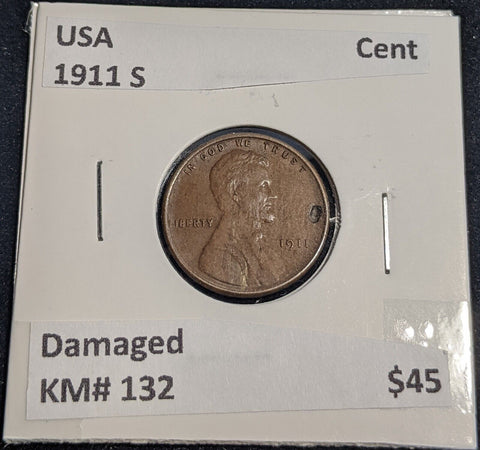 USA Cent
1911 S
IN GOD WE TRUST
LIBERTY
1911
Damaged
KM# 132 $45